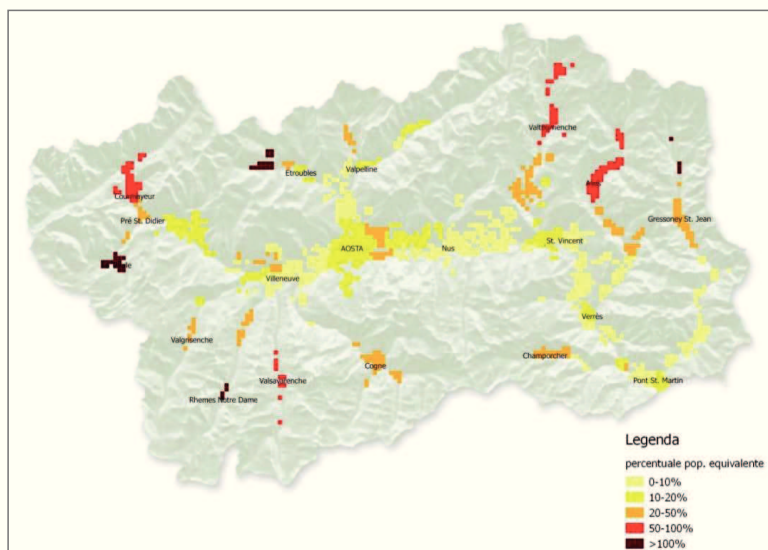 Valtournenche
Étroubles
Valpelline
Ayas
Courmayeur
Pré St. Didier
Gressoney St. Jean
AOSTA
Nus
St. Vincent
Villeneuve
Verrès
Valgrisenche
Champorcher
Cogne
Valsavarenche
Pont St. Martin
Rhemes Notre Dame
Legenda
percentuale pop. equivalente
0-10%
10-20%
20-50%
50-100%
>100%